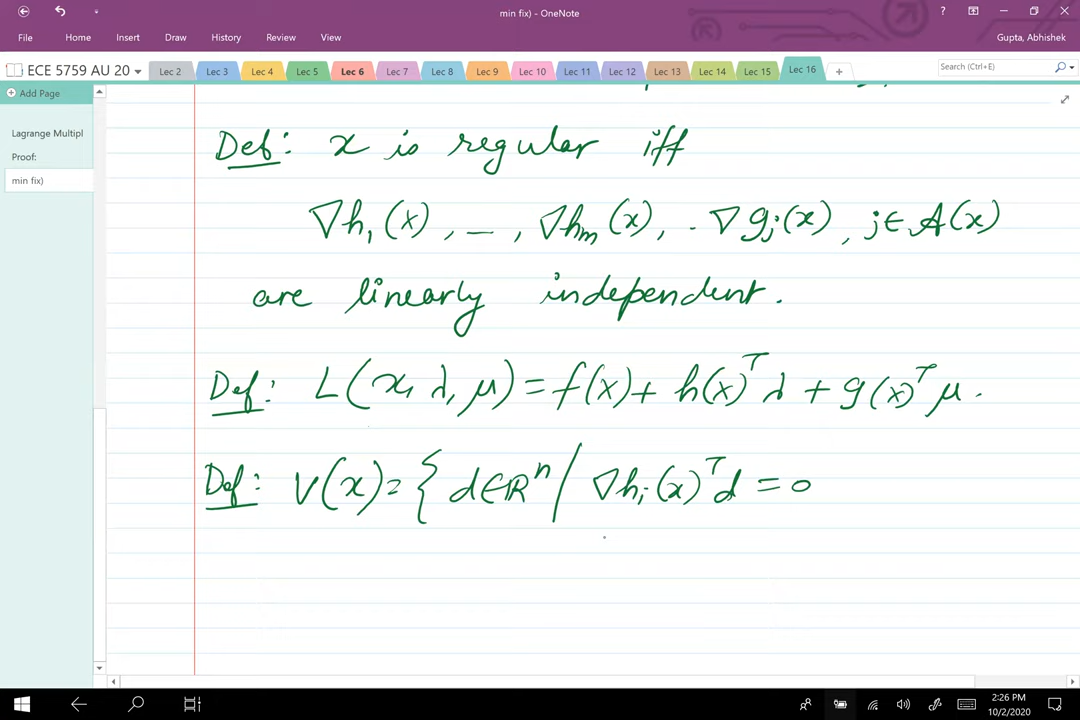 min fix) - OneNote
?
File Home Insert Draw History Review View
Gupta, Abhishek
ECE 5759 AU 20
Lec 2 Lec 3 Lec 4 Lec 5 Lec 6 Lec 7 Lec 8 Lec 9 Lec 10 Lec 11 Lec 12 Lec 13 Lec 14 Lec 15 Lec 16 +
Search (Ctrl+E)
Add Page
Lagrange Multipl
Proof:
min fix)
Def: x is regular iff
∇h₁(x), _ , ∇hₘ(x), . ∇gⱼ(x), j∈A(x)
are linearly independent.
Def: L(x, λ, μ) = f(x) + h(x)ᵀλ + g(x)ᵀμ.
Def: V(x) = { d∈ℝⁿ / ∇hᵢ(x)ᵀd = 0
2:26 PM
10/2/2020